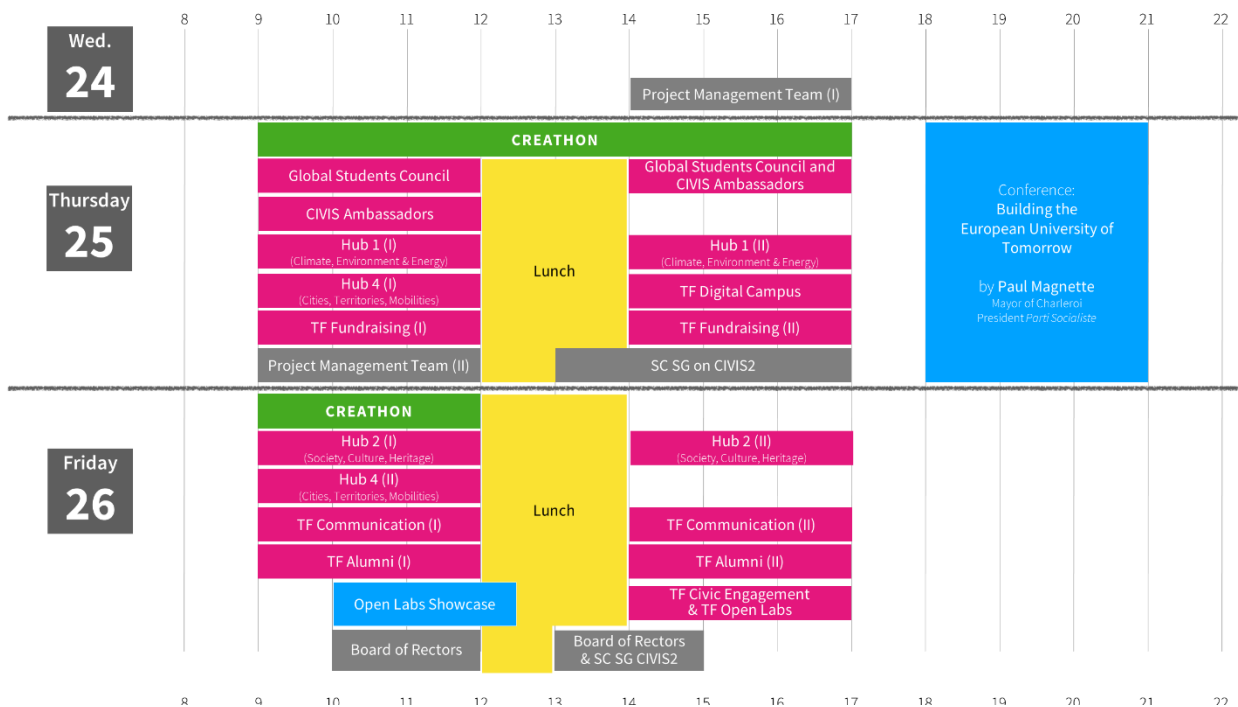 8 9 10 11 12 13 14 15 16 17 18 19 20 21 22
Wed.
24
Project Management Team (I)
Thursday
25
CREATHON
Global Students Council
Global Students Council and
CIVIS Ambassadors
CIVIS Ambassadors
Hub 1 (I)
(Climate, Environment & Energy)
Hub 1 (II)
(Climate, Environment & Energy)
Hub 4 (I)
(Cities, Territories, Mobilities)
TF Digital Campus
TF Fundraising (I)
TF Fundraising (II)
Project Management Team (II)
SC SG on CIVIS2
Lunch
Conference:
Building the
European University of
Tomorrow
by Paul Magnette
Mayor of Charleroi
President Parti Socialiste
Friday
26
CREATHON
Hub 2 (I)
(Society, Culture, Heritage)
Hub 2 (II)
(Society, Culture, Heritage)
Hub 4 (II)
(Cities, Territories, Mobilities)
Lunch
TF Communication (I)
TF Communication (II)
TF Alumni (I)
TF Alumni (II)
Open Labs Showcase
TF Civic Engagement
& TF Open Labs
Board of Rectors
Board of Rectors
& SC SG CIVIS2
8 9 10 11 12 13 14 15 16 17 18 19 20 21 22